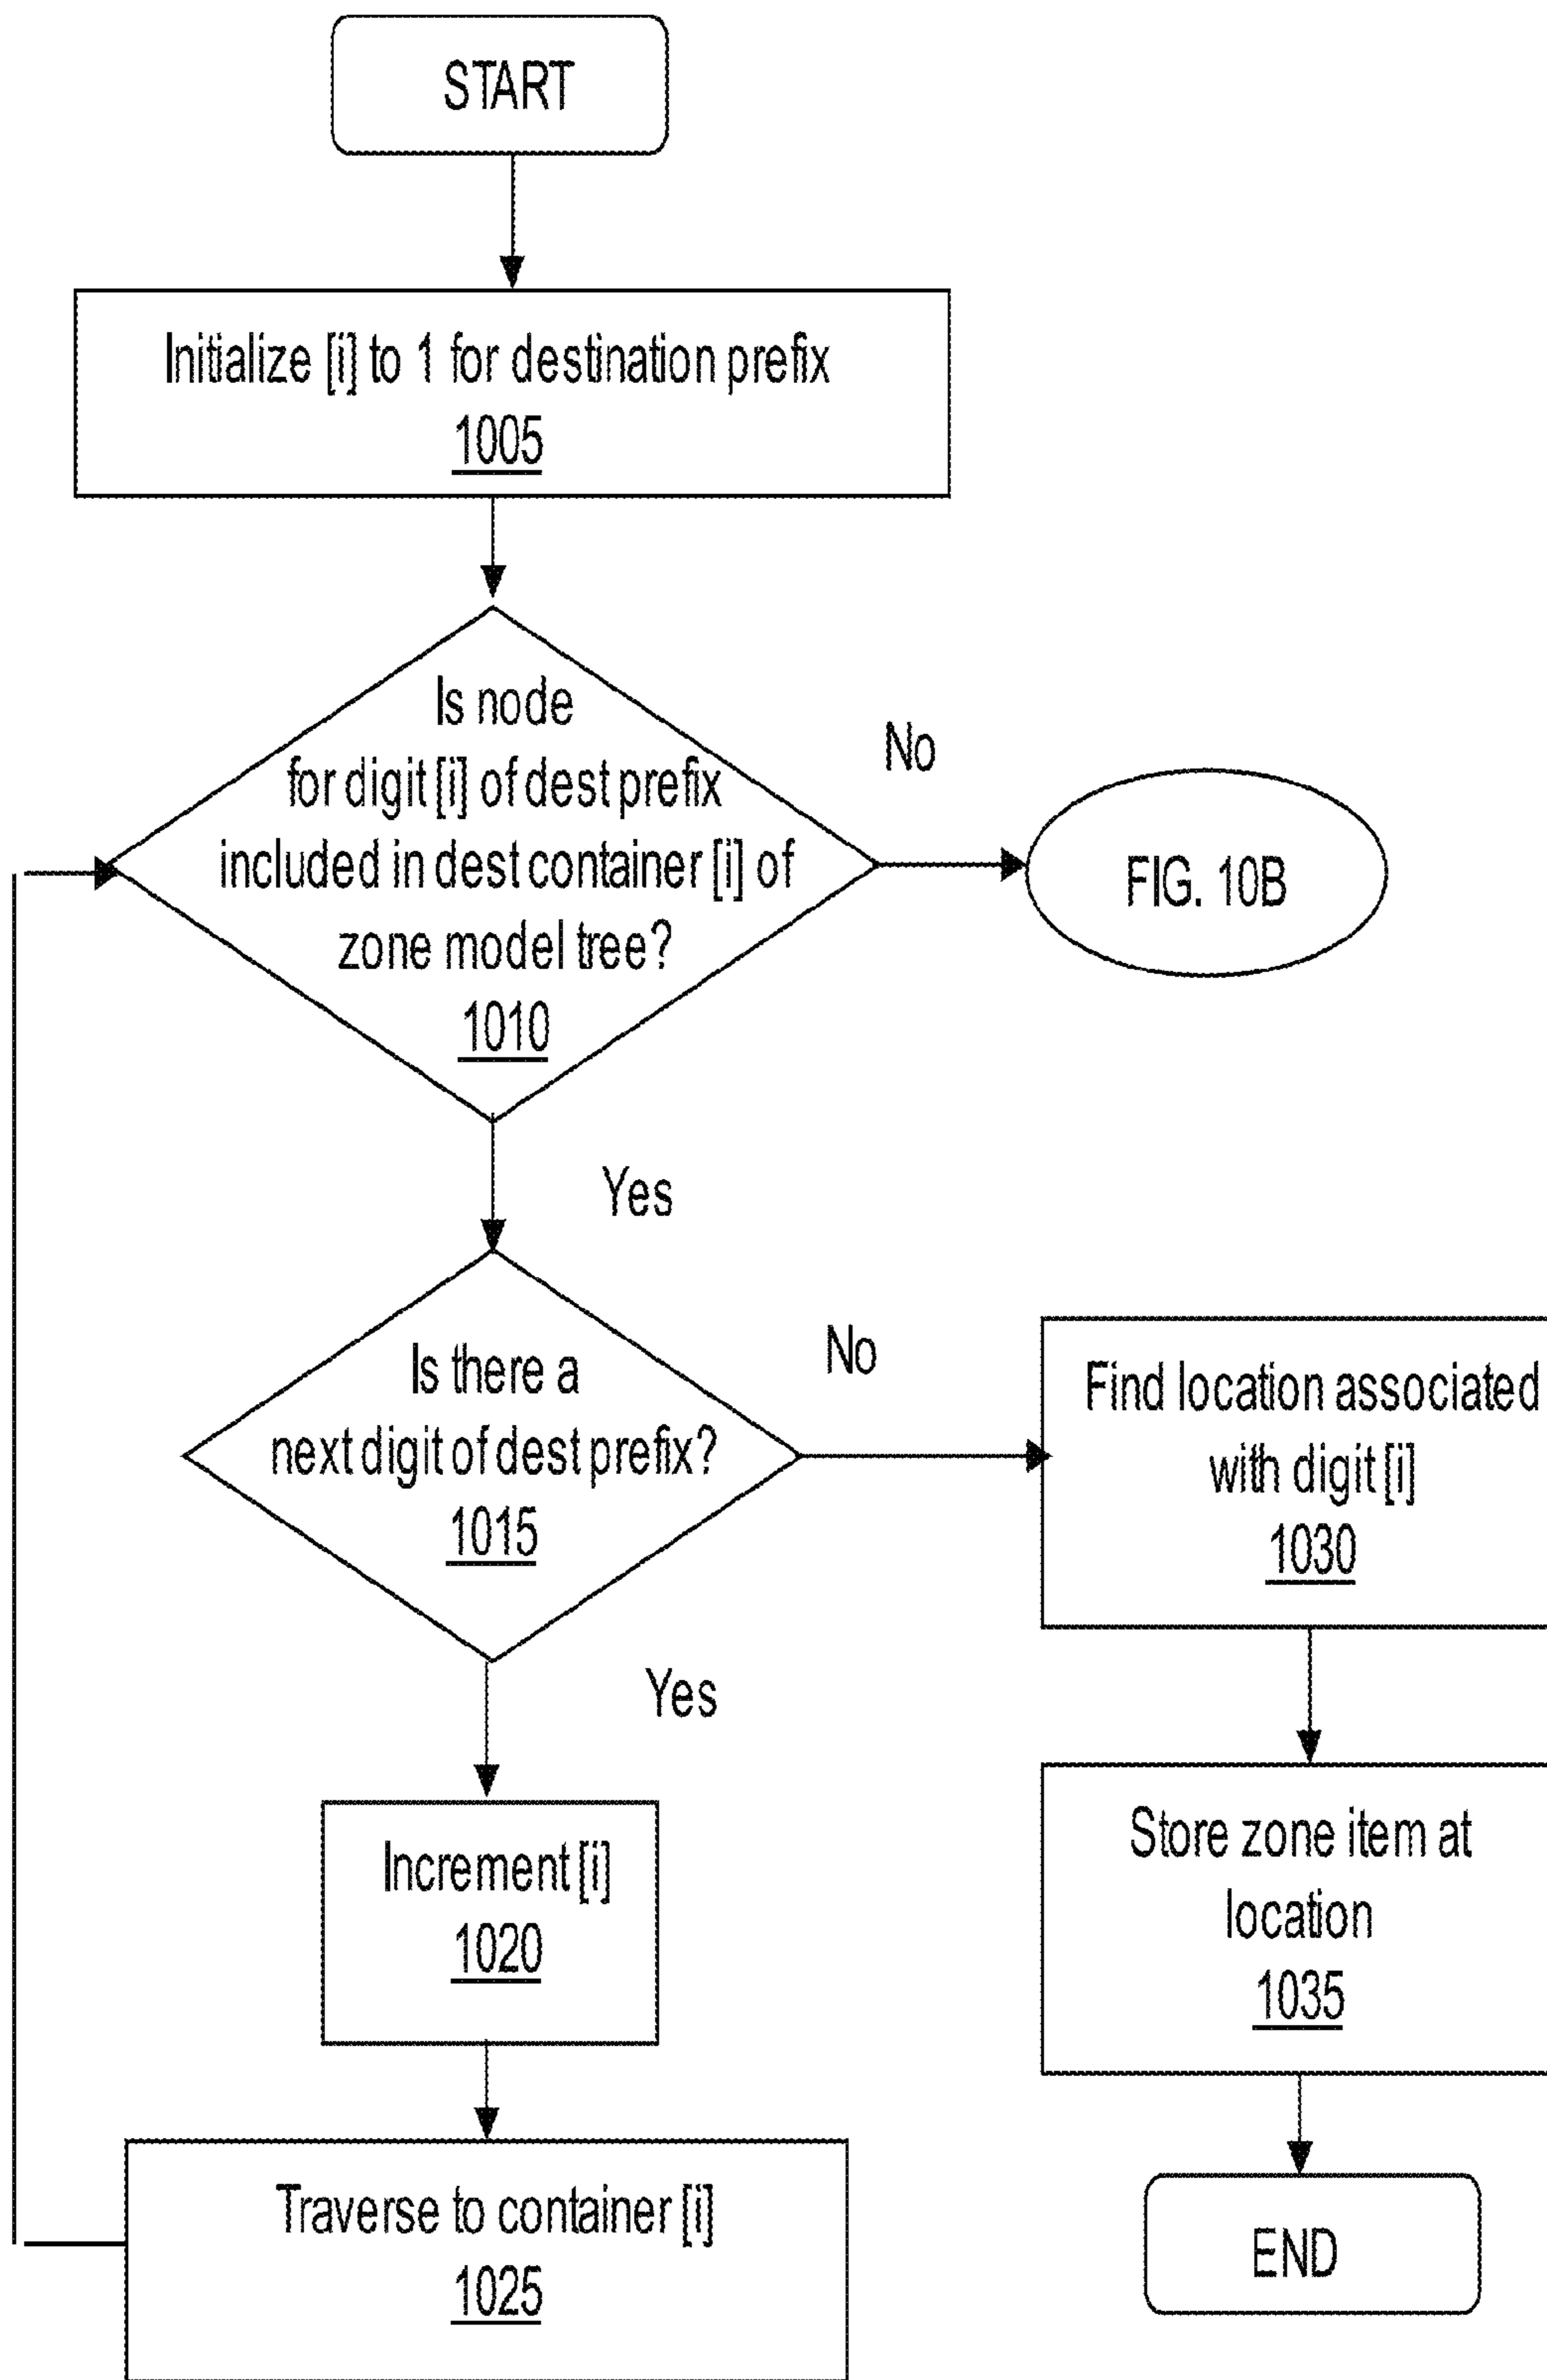 START
Initialize [i] to 1 for destination prefix
1005
Is node
for digit [i] of dest prefix
included in dest container [i] of
zone model tree?
1010
No
FIG. 10B
Yes
Is there a
next digit of dest prefix?
1015
No
Find location associated
with digit [i]
1030
Yes
Increment [i]
1020
Store zone item at
location
1035
Traverse to container [i]
1025
END